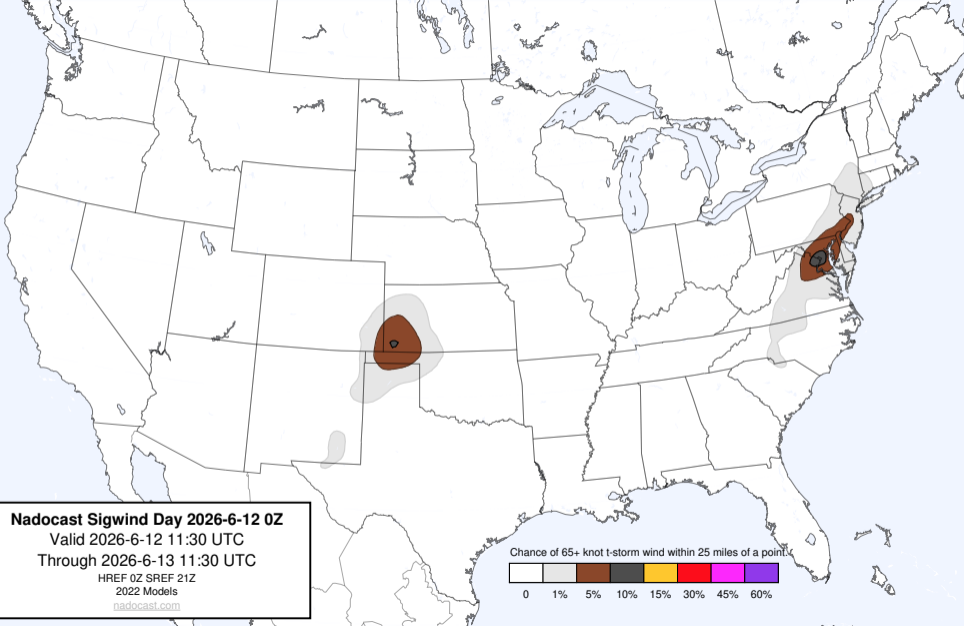 Nadocast Sigwind Day 2026-6-12 0Z
Valid 2026-6-12 11:30 UTC
Through 2026-6-13 11:30 UTC
HREF 0Z SREF 21Z
2022 Models
nadocast.com
Chance of 65+ knot t-storm wind within 25 miles of a point.
0 1% 5% 10% 15% 30% 45% 60%